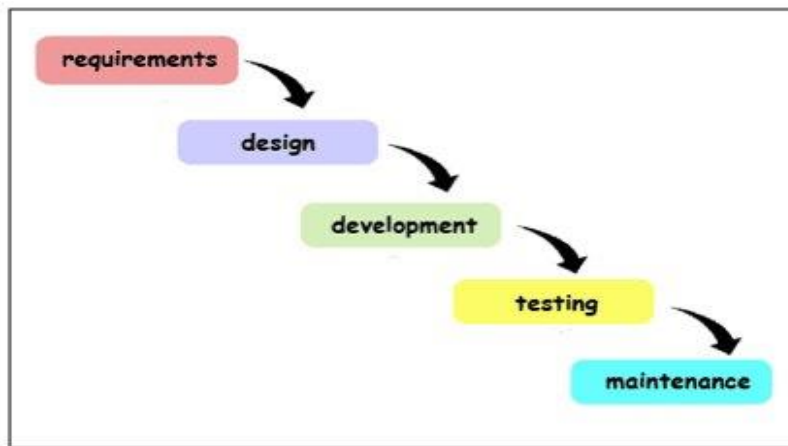 requirements
design
development
testing
maintenance